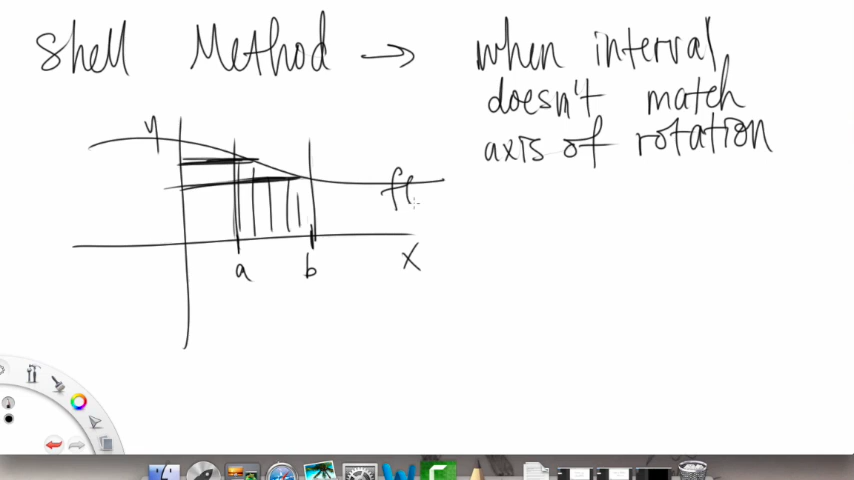 Shell Method → when interval
doesn't match
axis of rotation
y
f(
a b x